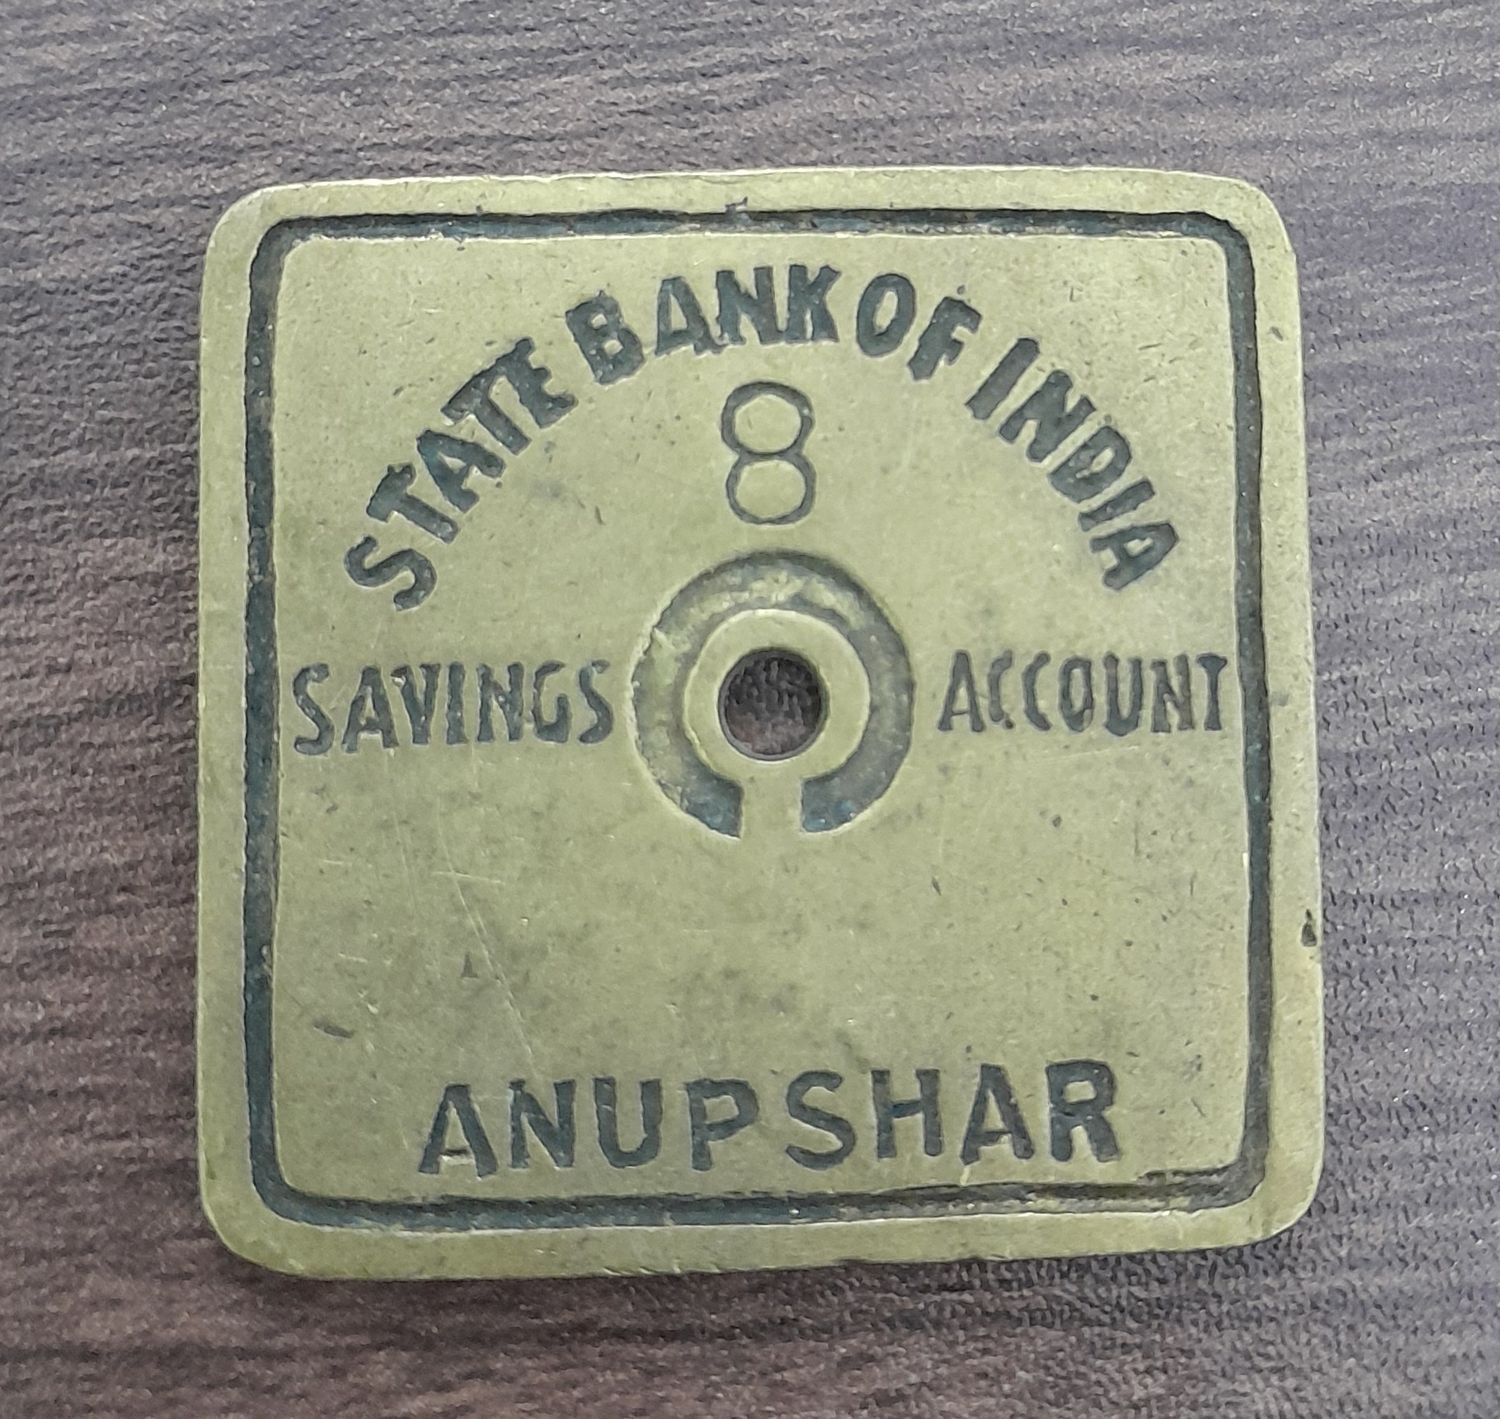 STATE BANK OF INDIA
8
SAVINGS ACCOUNT
ANUPSHAR